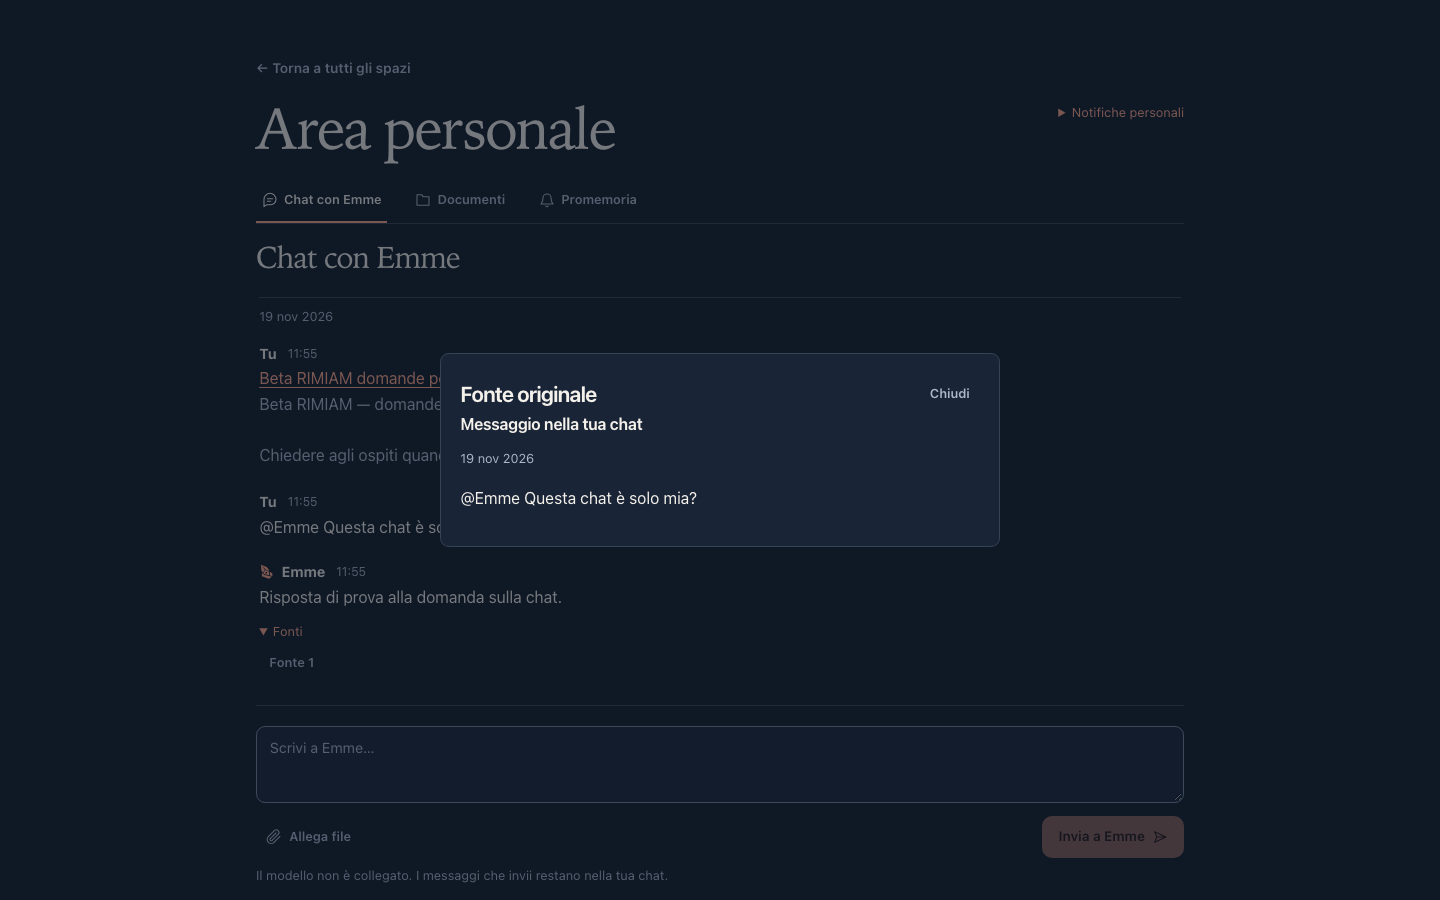 ← Torna a tutti gli spazi
Area personale
▶ Notifiche personali
Chat con Emme
Documenti
Promemoria
Chat con Emme
19 nov 2026
Tu 11:55
Beta RIMIAM domande
Beta RIMIAM — domande
Chiedere agli ospiti
Tu 11:55
@Emme Questa chat è
Fonte originale
Chiudi
Messaggio nella tua chat
19 nov 2026
@Emme Questa chat è solo mia?
Emme 11:55
Risposta di prova alla domanda sulla chat.
▼ Fonti
Fonte 1
Scrivi a Emme...
Allega file
Invia a Emme
Il modello non è collegato. I messaggi che invii restano nella tua chat.